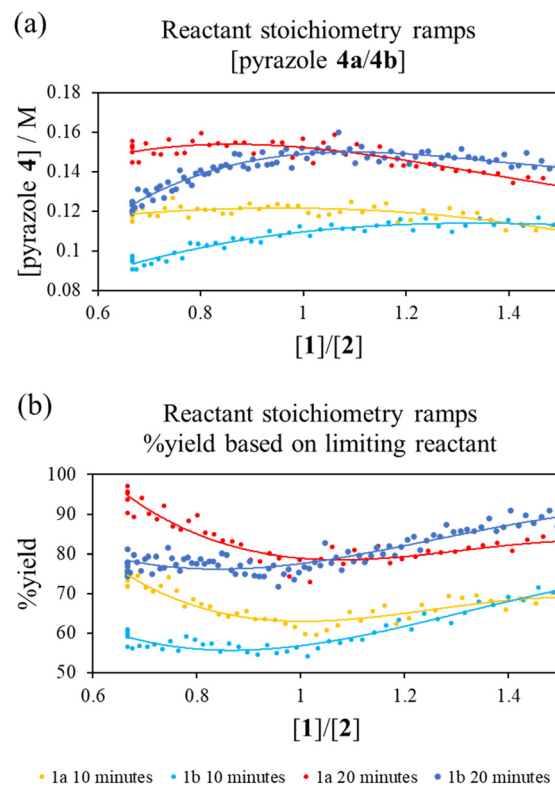 (a)
Reactant stoichiometry ramps
[pyrazole 4a/4b]
0.18
0.16
0.14
0.12
0.1
0.08
[pyrazole 4] / M
0.6 0.8 1 1.2 1.4
[1]/[2]
(b)
Reactant stoichiometry ramps
%yield based on limiting reactant
100
90
80
70
60
50
%yield
0.6 0.8 1 1.2 1.4
[1]/[2]
1a 10 minutes 1b 10 minutes 1a 20 minutes 1b 20 minutes